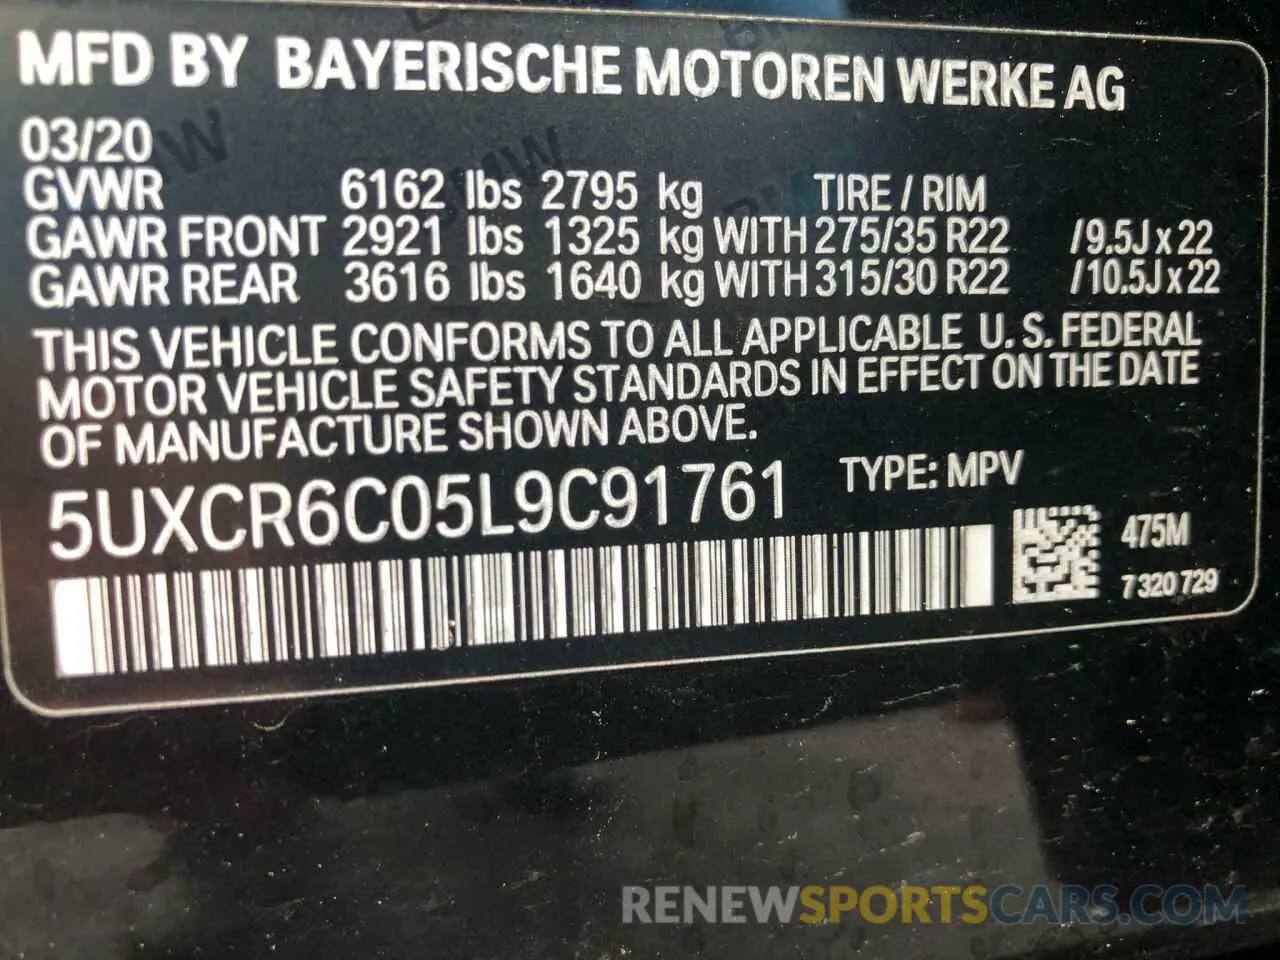 MFD BY BAYERISCHE MOTOREN WERKE AG
03/20
GVWR 6162 lbs 2795 kg TIRE / RIM
GAWR FRONT 2921 lbs 1325 kg WITH 275/35 R22 /9.5J x 22
GAWR REAR 3616 lbs 1640 kg WITH 315/30 R22 /10.5J x 22
THIS VEHICLE CONFORMS TO ALL APPLICABLE U. S. FEDERAL
MOTOR VEHICLE SAFETY STANDARDS IN EFFECT ON THE DATE
OF MANUFACTURE SHOWN ABOVE.
5UXCR6C05L9C91761 TYPE: MPV
475M
7 320 729
RENEWSPORTSCARS.COM